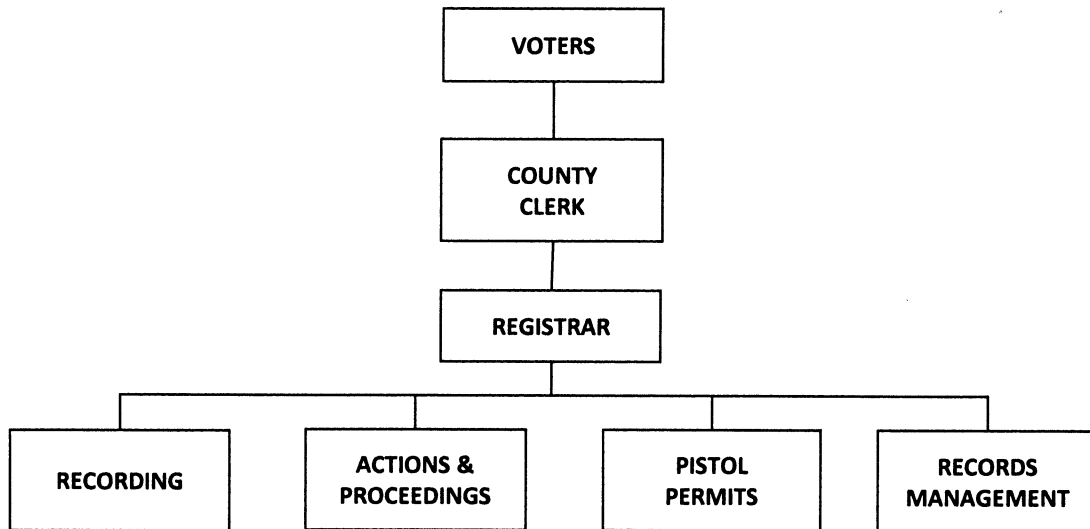 VOTERS
COUNTY
CLERK
REGISTRAR
RECORDING
ACTIONS &
PROCEEDINGS
PISTOL
PERMITS
RECORDS
MANAGEMENT